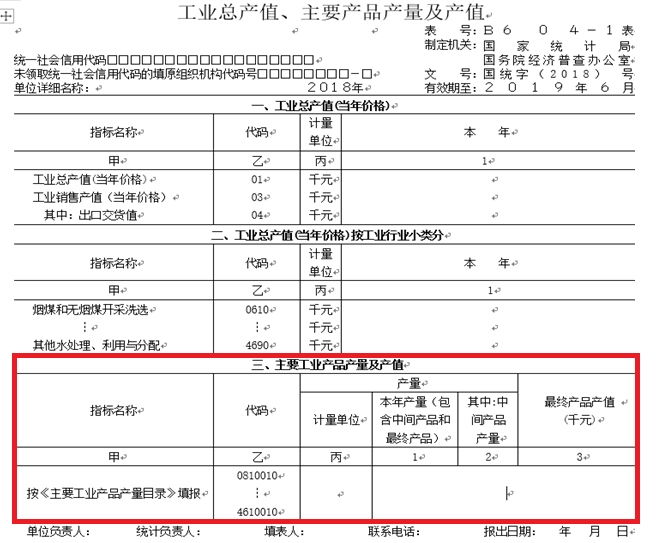 工业总产值、主要产品产量及产值
表 号：B604-1表
制定机关：国家统计局
统一社会信用代码□□□□□□□□□□□□□□□□□□ 国务院经济普查办公室
未领取统一社会信用代码的填原组织机构代码号□□□□□□□□-□ 文 号：国统字（2018） 号
单位详细名称： 2018年 有效期至：2019年6月
一、工业总产值(当年价格)
指标名称 代码 计量单位 本 年
甲 乙 丙 1
工业总产值(当年价格) 01 千元
工业销售产值（当年价格） 03 千元
其中：出口交货值 04 千元
二、工业总产值(当年价格)按工业行业小类分
指标名称 代码 计量单位 本 年
甲 乙 丙 1
烟煤和无烟煤开采洗选 0610 千元
⋮ ⋮ 千元
其他水处理、利用与分配 4690 千元
三、主要工业产品产量及产值
指标名称 代码 产量 最终产品产值（千元）
计量单位 本年产量（包含中间产品和最终产品） 其中:中间产品产量
甲 乙 丙 1 2 3
按《主要工业产品产量目录》填报 0810010
⋮
4610010
单位负责人： 统计负责人： 填表人： 联系电话： 报出日期： 年 月 日